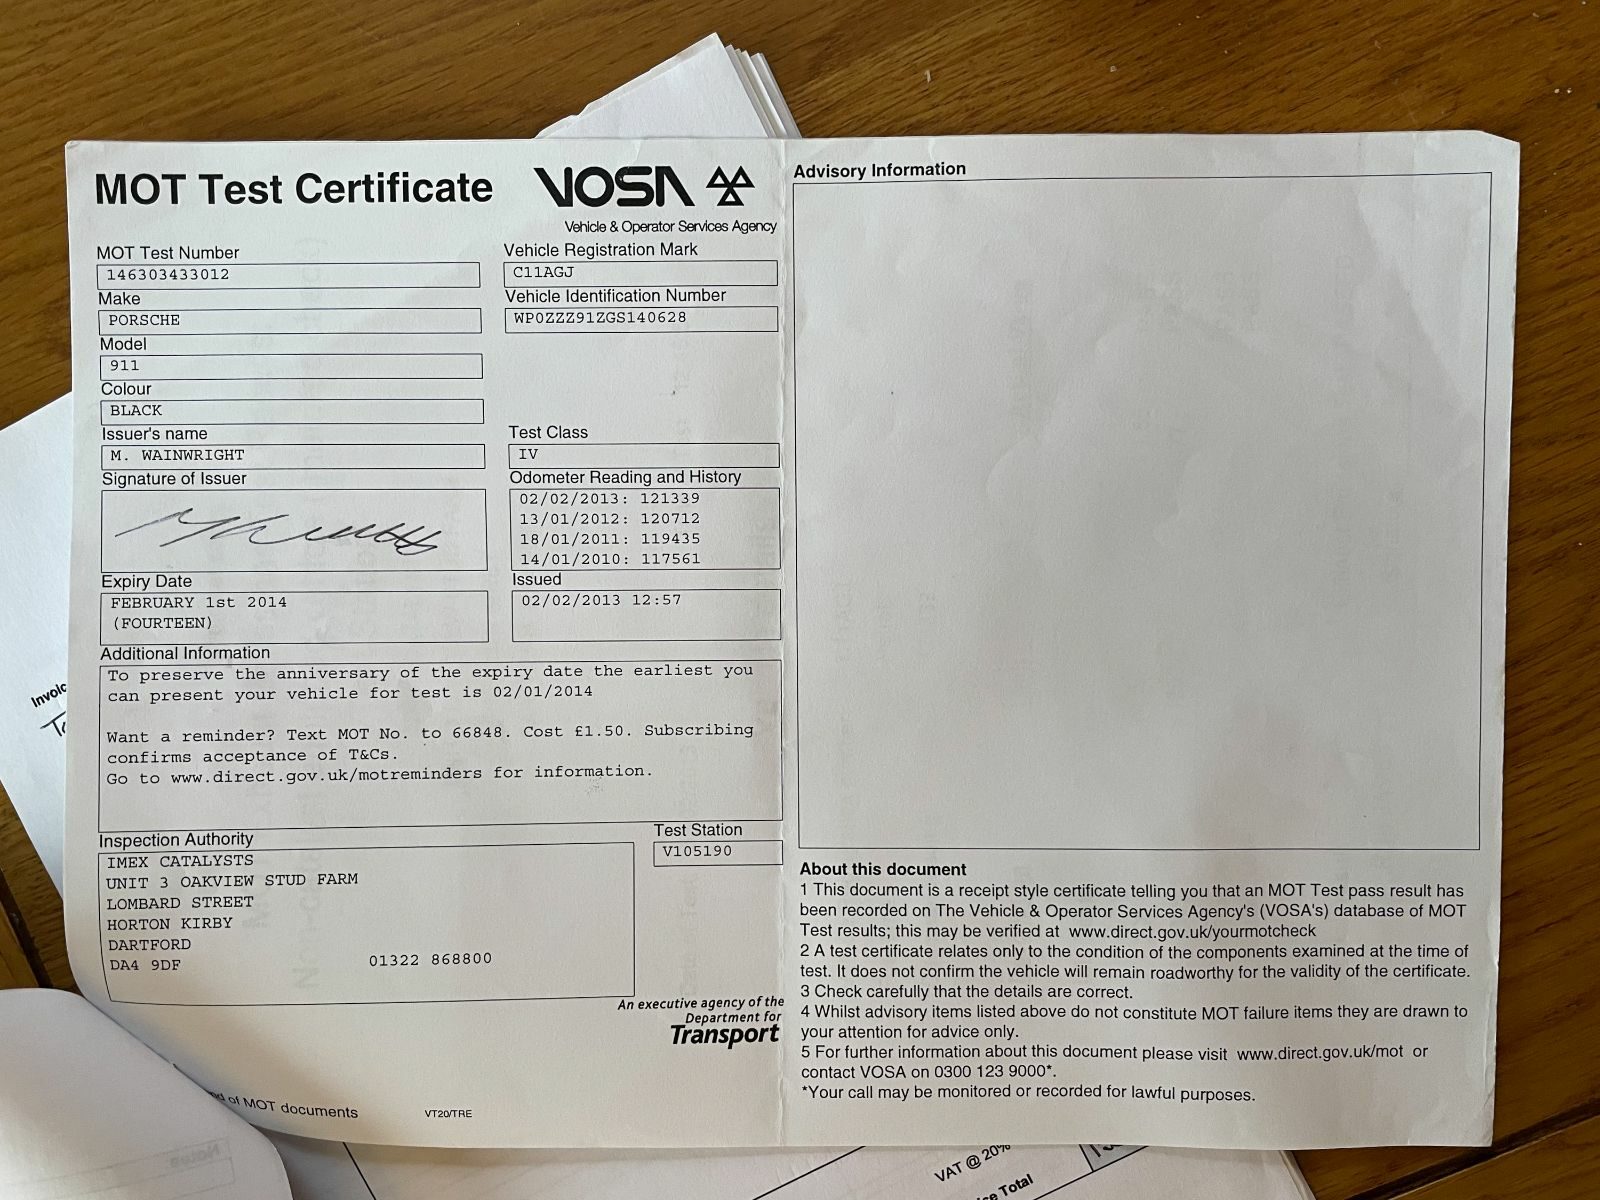 MOT Test Certificate
VOSA
Vehicle & Operator Services Agency
MOT Test Number
146303433012
Vehicle Registration Mark
C11AGJ
Make
PORSCHE
Vehicle Identification Number
WP0ZZZ91ZGS140628
Model
911
Colour
BLACK
Issuer's name
M. WAINWRIGHT
Test Class
IV
Signature of Issuer
Odometer Reading and History
02/02/2013: 121339
13/01/2012: 120712
18/01/2011: 119435
14/01/2010: 117561
Expiry Date
FEBRUARY 1st 2014
(FOURTEEN)
Issued
02/02/2013 12:57
Additional Information
To preserve the anniversary of the expiry date the earliest you
can present your vehicle for test is 02/01/2014
Want a reminder? Text MOT No. to 66848. Cost £1.50. Subscribing
confirms acceptance of T&Cs.
Go to www.direct.gov.uk/motreminders for information.
Inspection Authority
IMEX CATALYSTS
UNIT 3 OAKVIEW STUD FARM
LOMBARD STREET
HORTON KIRBY
DARTFORD
DA4 9DF 01322 868800
Test Station
V105190
An executive agency of the
Department for
Transport
of MOT documents
VT20/TRE
Advisory Information
About this document
1 This document is a receipt style certificate telling you that an MOT Test pass result has
been recorded on The Vehicle & Operator Services Agency's (VOSA's) database of MOT
Test results; this may be verified at www.direct.gov.uk/yourmotcheck
2 A test certificate relates only to the condition of the components examined at the time of
test. It does not confirm the vehicle will remain roadworthy for the validity of the certificate.
3 Check carefully that the details are correct.
4 Whilst advisory items listed above do not constitute MOT failure items they are drawn to
your attention for advice only.
5 For further information about this document please visit www.direct.gov.uk/mot or
contact VOSA on 0300 123 9000*.
*Your call may be monitored or recorded for lawful purposes.
VAT @ 20%
Total
Notes